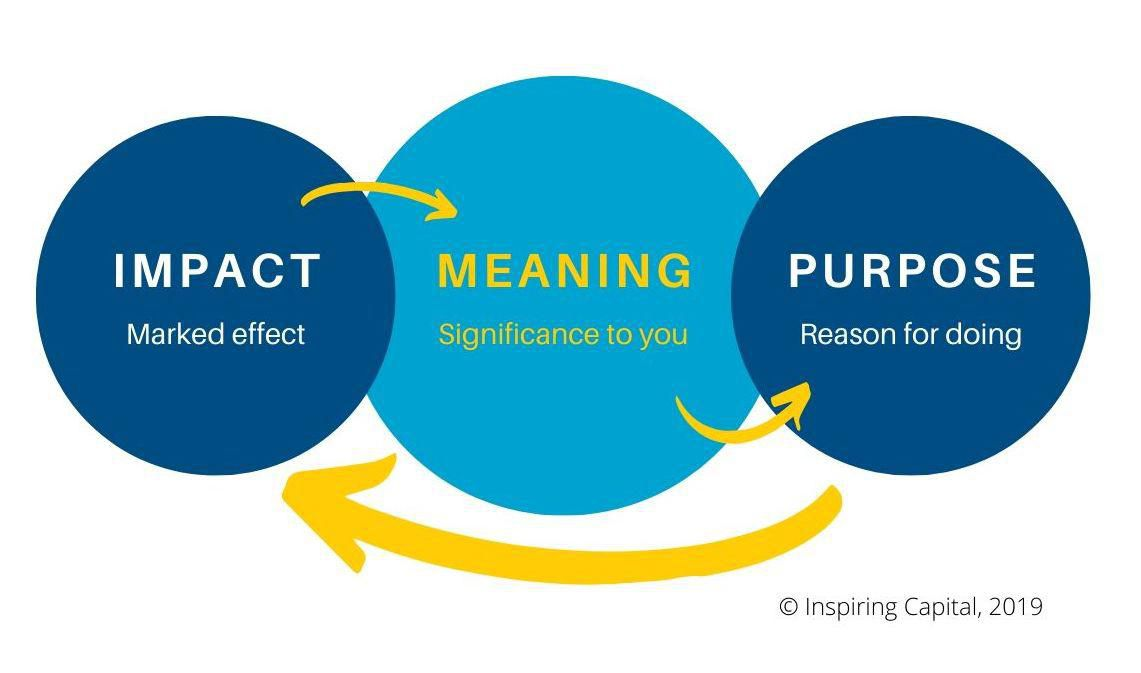 IMPACT
Marked effect
MEANING
Significance to you
PURPOSE
Reason for doing
© Inspiring Capital, 2019